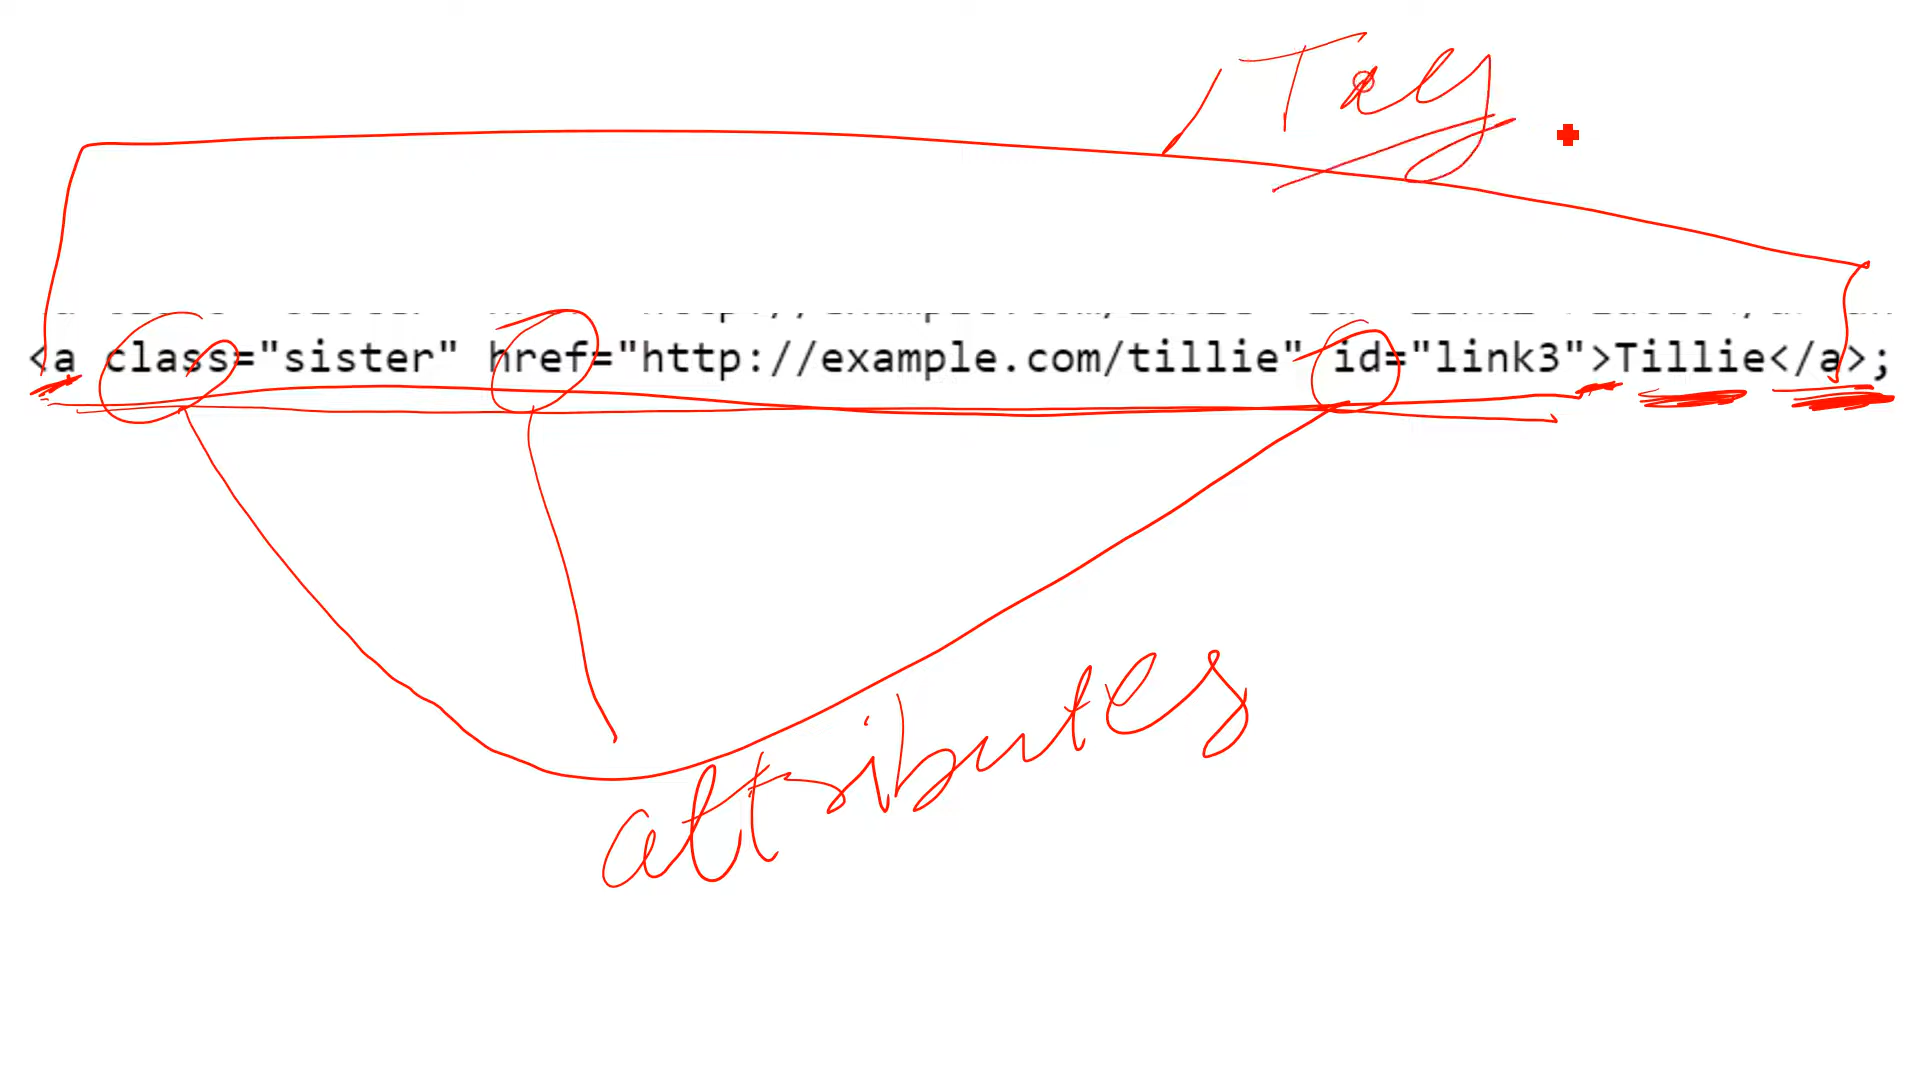 Tag
<a class="sister" href="http://example.com/tillie" id="link3">Tillie</a>;
attributes